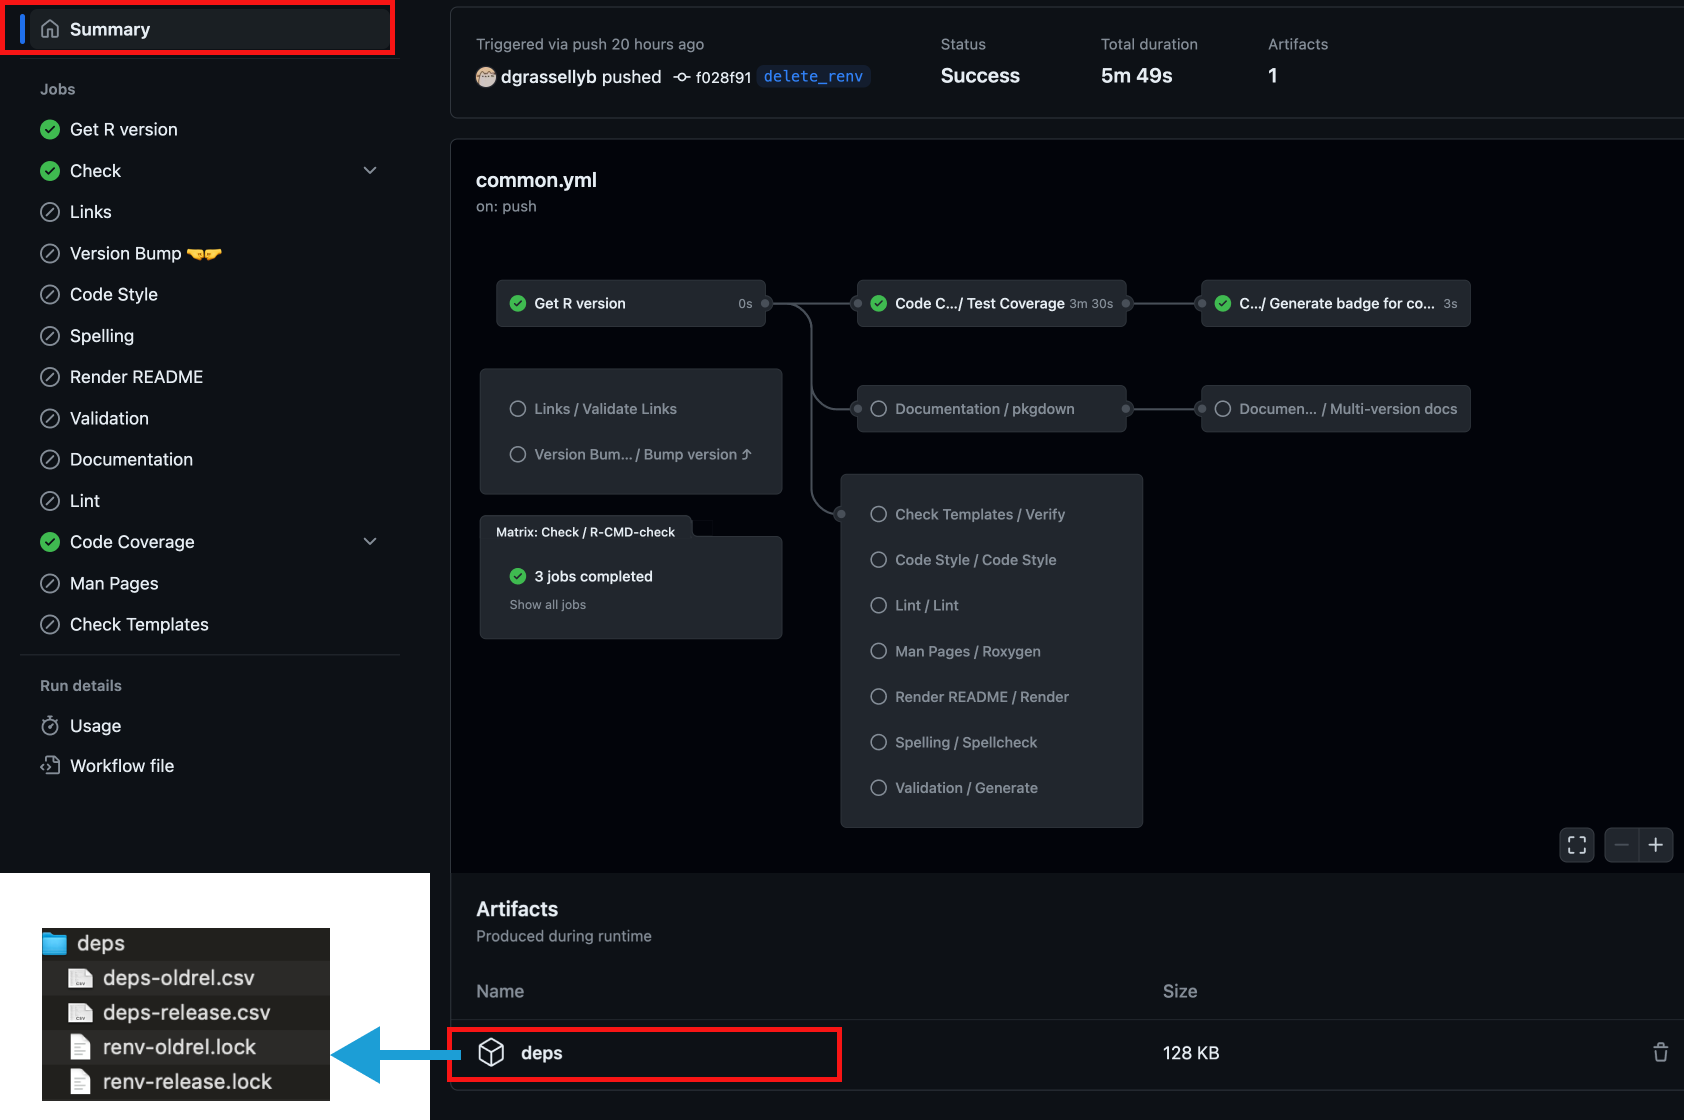 Summary
Jobs
Get R version
Check
Links
Version Bump
Code Style
Spelling
Render README
Validation
Documentation
Lint
Code Coverage
Man Pages
Check Templates
Run details
Usage
Workflow file
Triggered via push 20 hours ago
dgrassellyb pushed f028f91 delete_renv
Status
Success
Total duration
5m 49s
Artifacts
1
common.yml
on: push
Get R version 0s
Code C.../ Test Coverage 3m 30s
C.../ Generate badge for co... 3s
Links / Validate Links
Version Bum... / Bump version
Documentation / pkgdown
Documen... / Multi-version docs
Matrix: Check / R-CMD-check
3 jobs completed
Show all jobs
Check Templates / Verify
Code Style / Code Style
Lint / Lint
Man Pages / Roxygen
Render README / Render
Spelling / Spellcheck
Validation / Generate
Artifacts
Produced during runtime
Name Size
deps 128 KB
deps
deps-oldrel.csv
deps-release.csv
renv-oldrel.lock
renv-release.lock